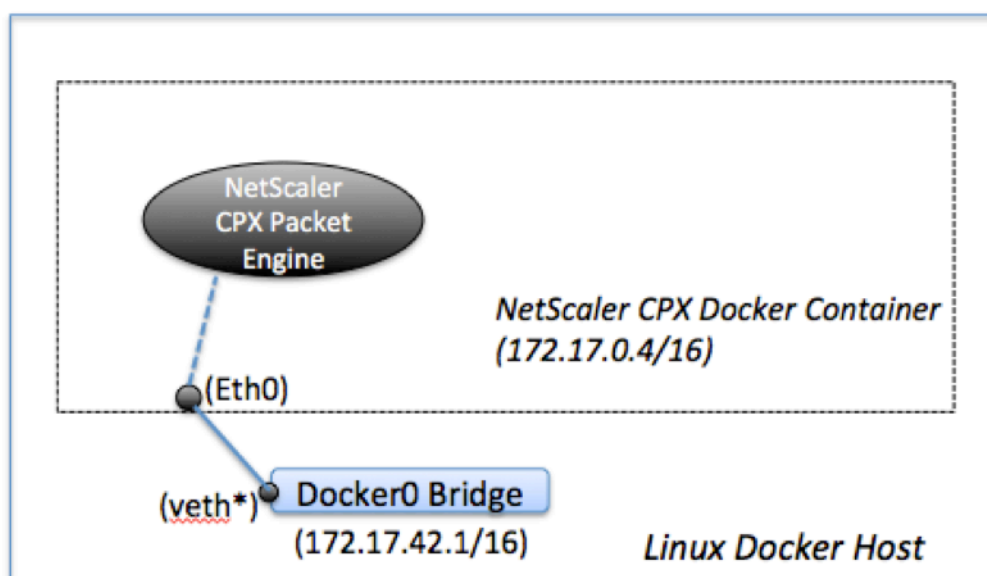 NetScaler
CPX Packet
Engine
NetScaler CPX Docker Container
(172.17.0.4/16)
(Eth0)
(veth*)
Docker0 Bridge
(172.17.42.1/16)
Linux Docker Host